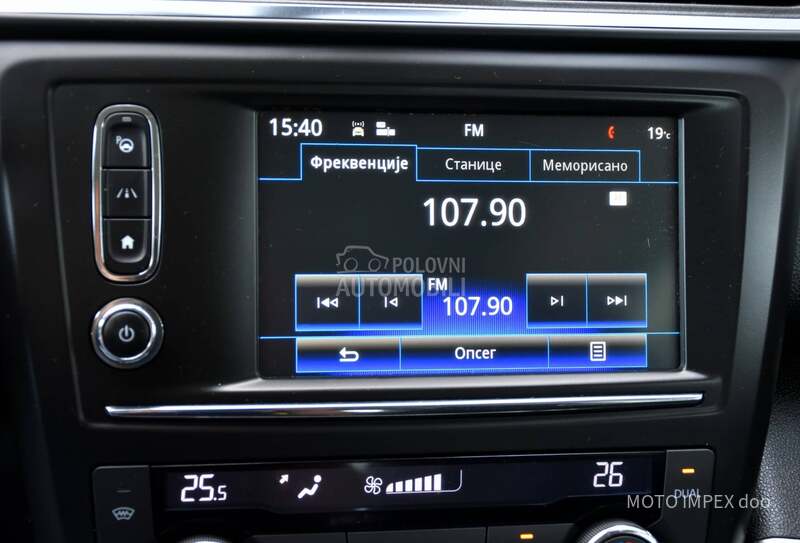 15:40 FM 19°C
Фреквенције Станице Меморисано
107.90
POLOVNI
AUTOMOBILI
FM
107.90
Опсег
25.5 26
DUAL
MOTO IMPEX doo